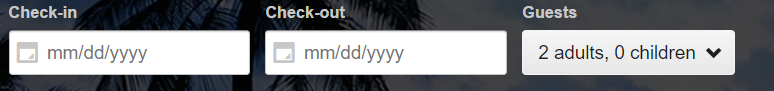 Check-in Check-out Guests
mm/dd/yyyy mm/dd/yyyy 2 adults, 0 children